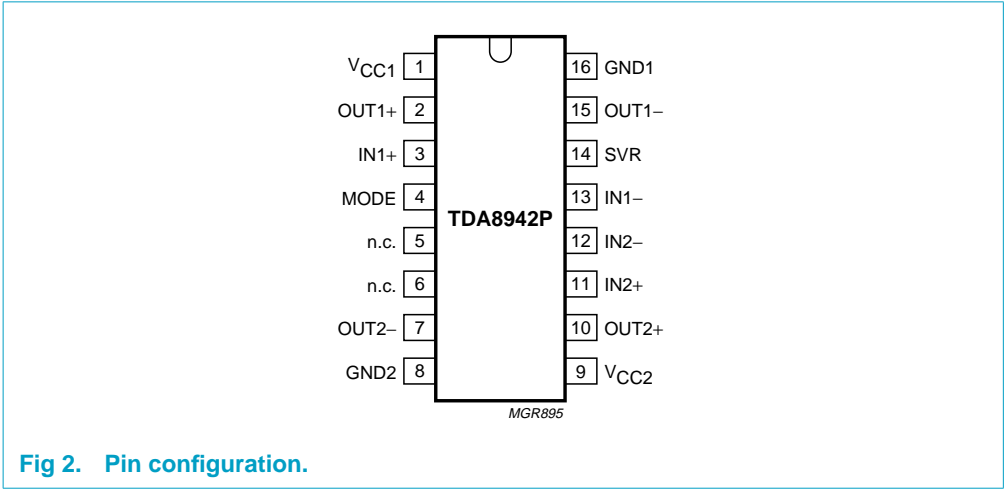 VCC1 1 16 GND1
OUT1+ 2 15 OUT1−
IN1+ 3 14 SVR
MODE 4 13 IN1−
TDA8942P
n.c. 5 12 IN2−
n.c. 6 11 IN2+
OUT2− 7 10 OUT2+
GND2 8 9 VCC2
MGR895
Fig 2. Pin configuration.